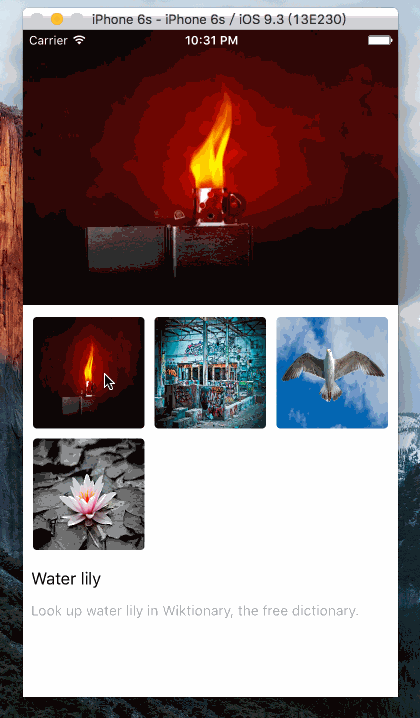 iPhone 6s - iPhone 6s / iOS 9.3 (13E230)
Carrier 10:31 PM
Water lily
Look up water lily in Wiktionary, the free dictionary.